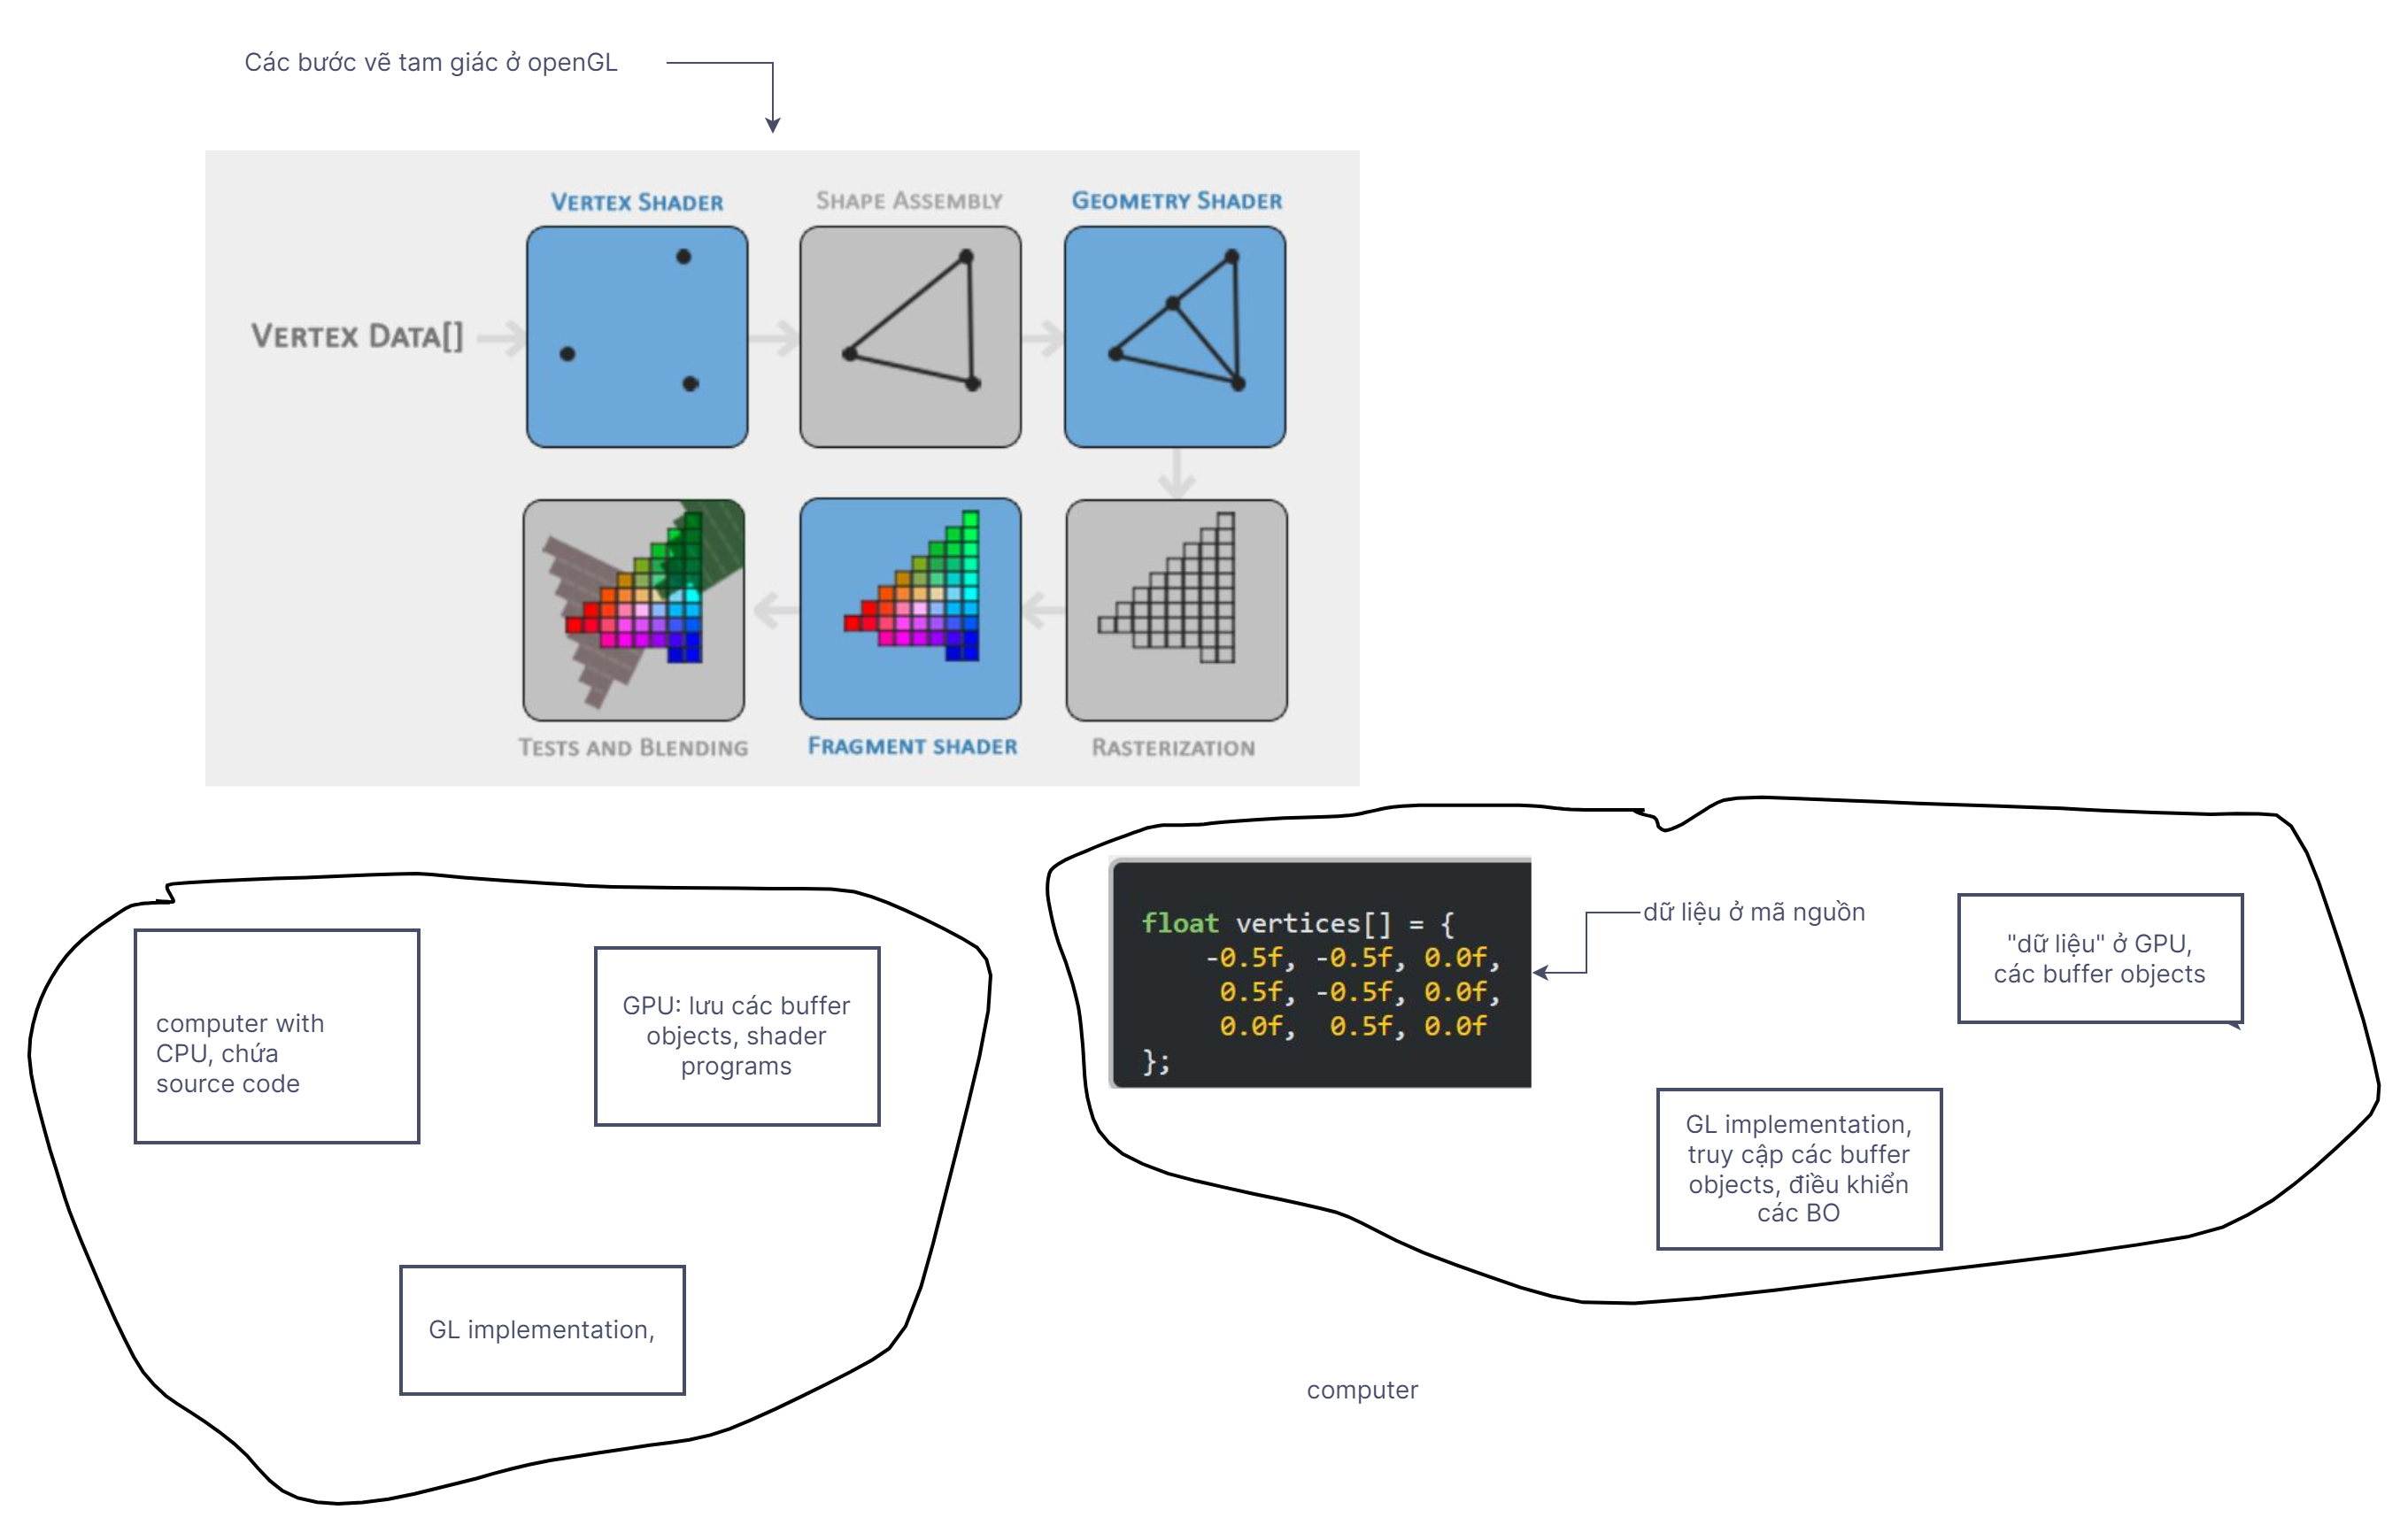 Các bước vẽ tam giác ở openGL
VERTEX SHADER
SHAPE ASSEMBLY
GEOMETRY SHADER
VERTEX DATA[]
TESTS AND BLENDING
FRAGMENT SHADER
RASTERIZATION
computer with
CPU, chứa
source code
GPU: lưu các buffer
objects, shader
programs
GL implementation,
float vertices[] = {
-0.5f, -0.5f, 0.0f,
0.5f, -0.5f, 0.0f,
0.0f, 0.5f, 0.0f
};
dữ liệu ở mã nguồn
"dữ liệu" ở GPU,
các buffer objects
GL implementation,
truy cập các buffer
objects, điều khiển
các BO
computer